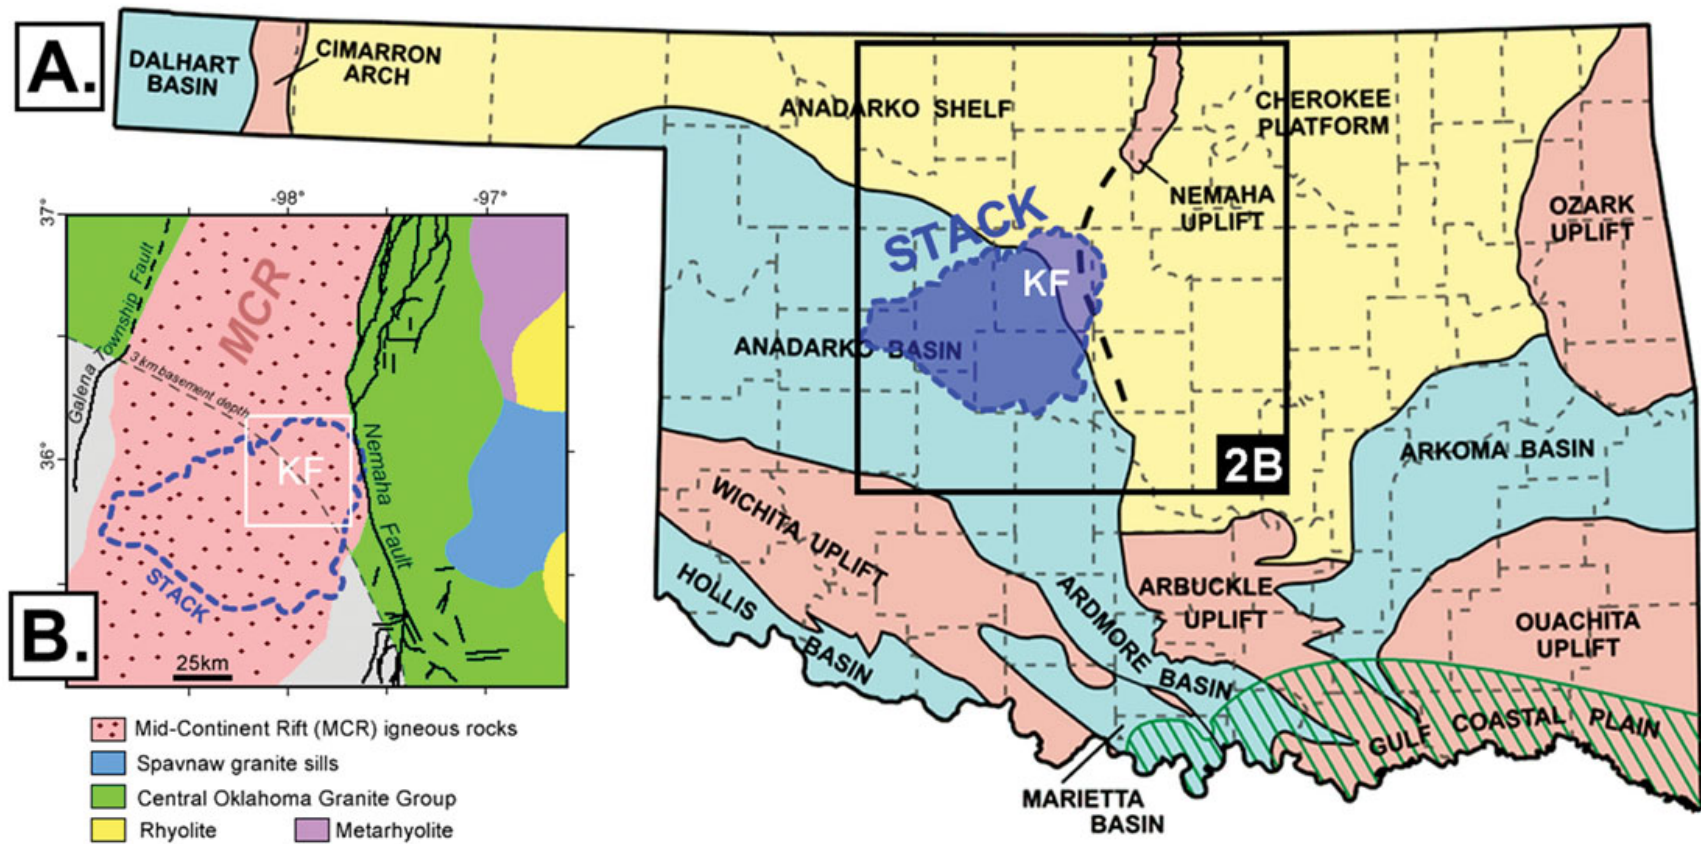 A.
DALHART
BASIN
CIMARRON
ARCH
ANADARKO SHELF
CHEROKEE
PLATFORM
NEMAHA
UPLIFT
OZARK
UPLIFT
STACK
KF
ANADARKO BASIN
2B
ARKOMA BASIN
WICHITA UPLIFT
HOLLIS
BASIN
ARDMORE BASIN
ARBUCKLE
UPLIFT
OUACHITA
UPLIFT
GULF COASTAL PLAIN
MARIETTA
BASIN
B.
-98°
-97°
37°
36°
Galena Township Fault
MCR
3 km basement depth
KF
Nemaha Fault
STACK
25km
Mid-Continent Rift (MCR) igneous rocks
Spavnaw granite sills
Central Oklahoma Granite Group
Rhyolite
Metarhyolite